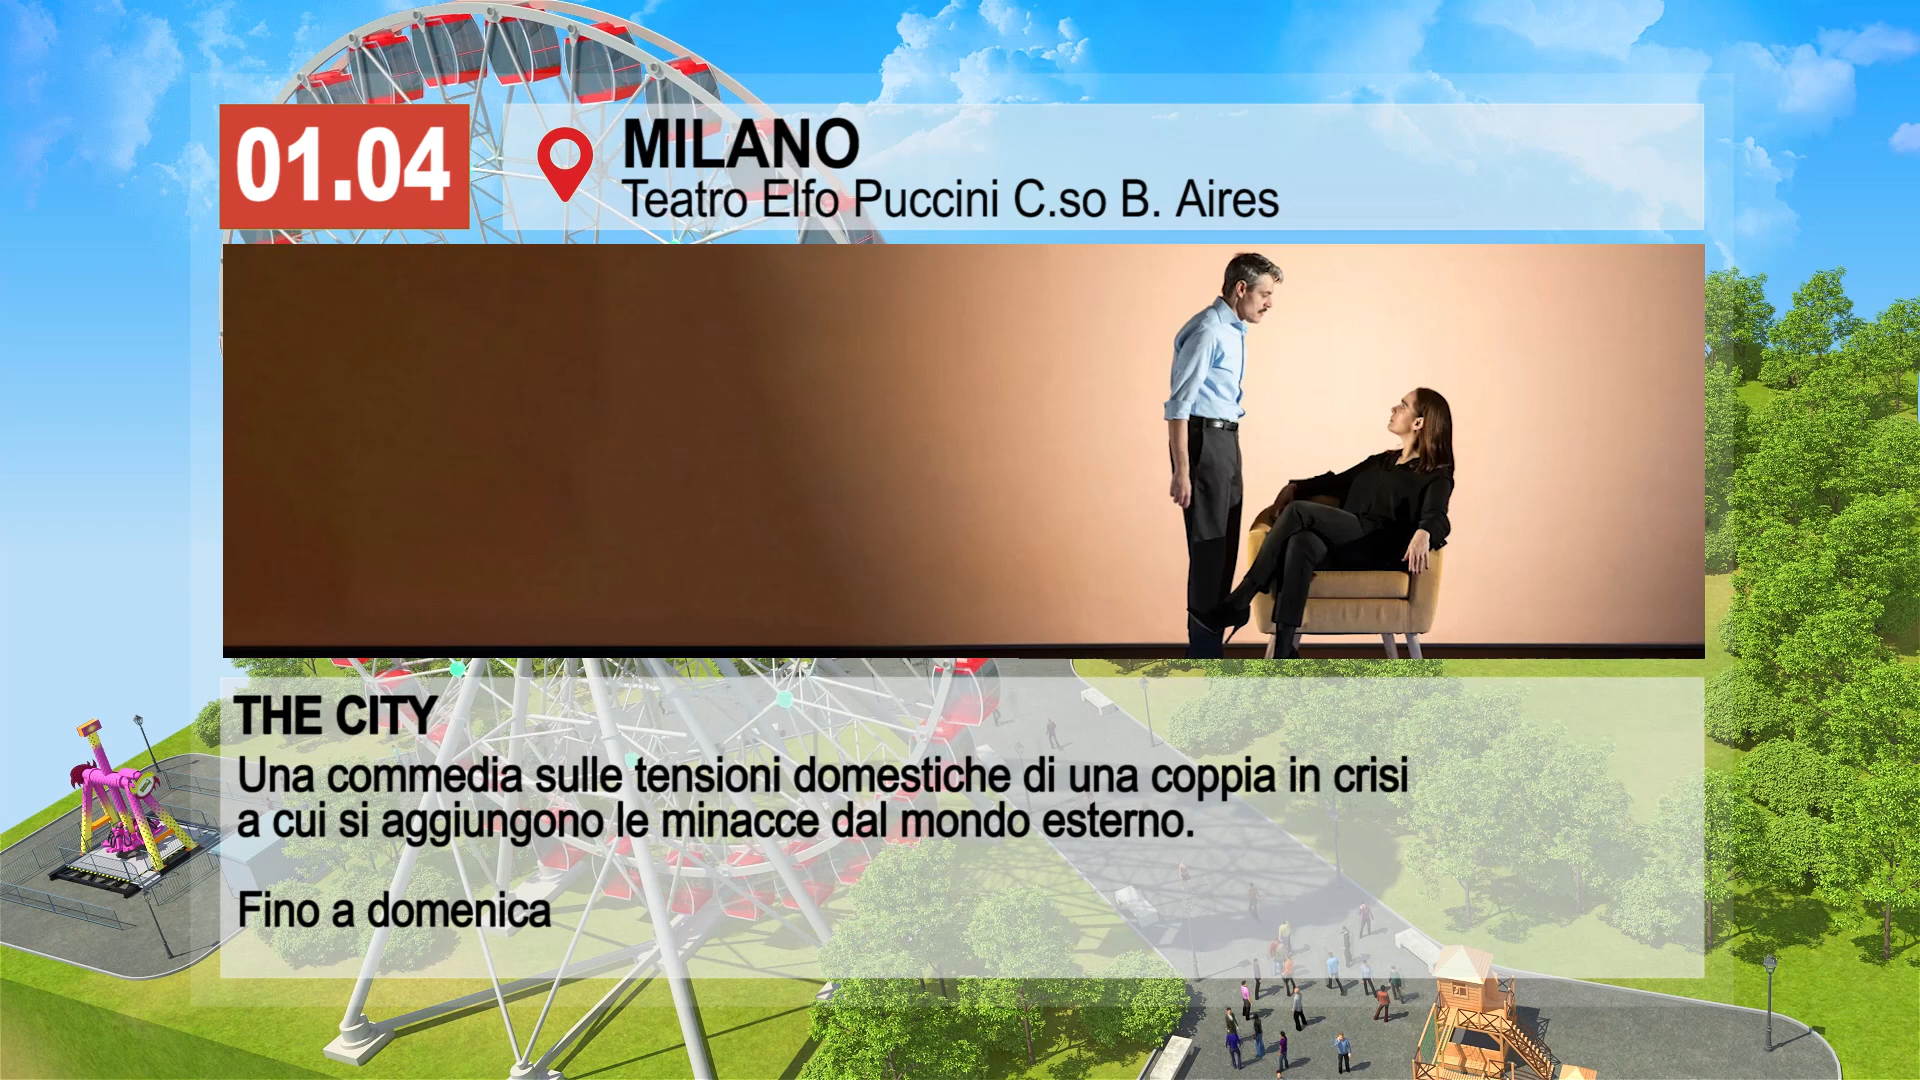 01.04
MILANO
Teatro Elfo Puccini C.so B. Aires
THE CITY
Una commedia sulle tensioni domestiche di una coppia in crisi
a cui si aggiungono le minacce dal mondo esterno.
Fino a domenica